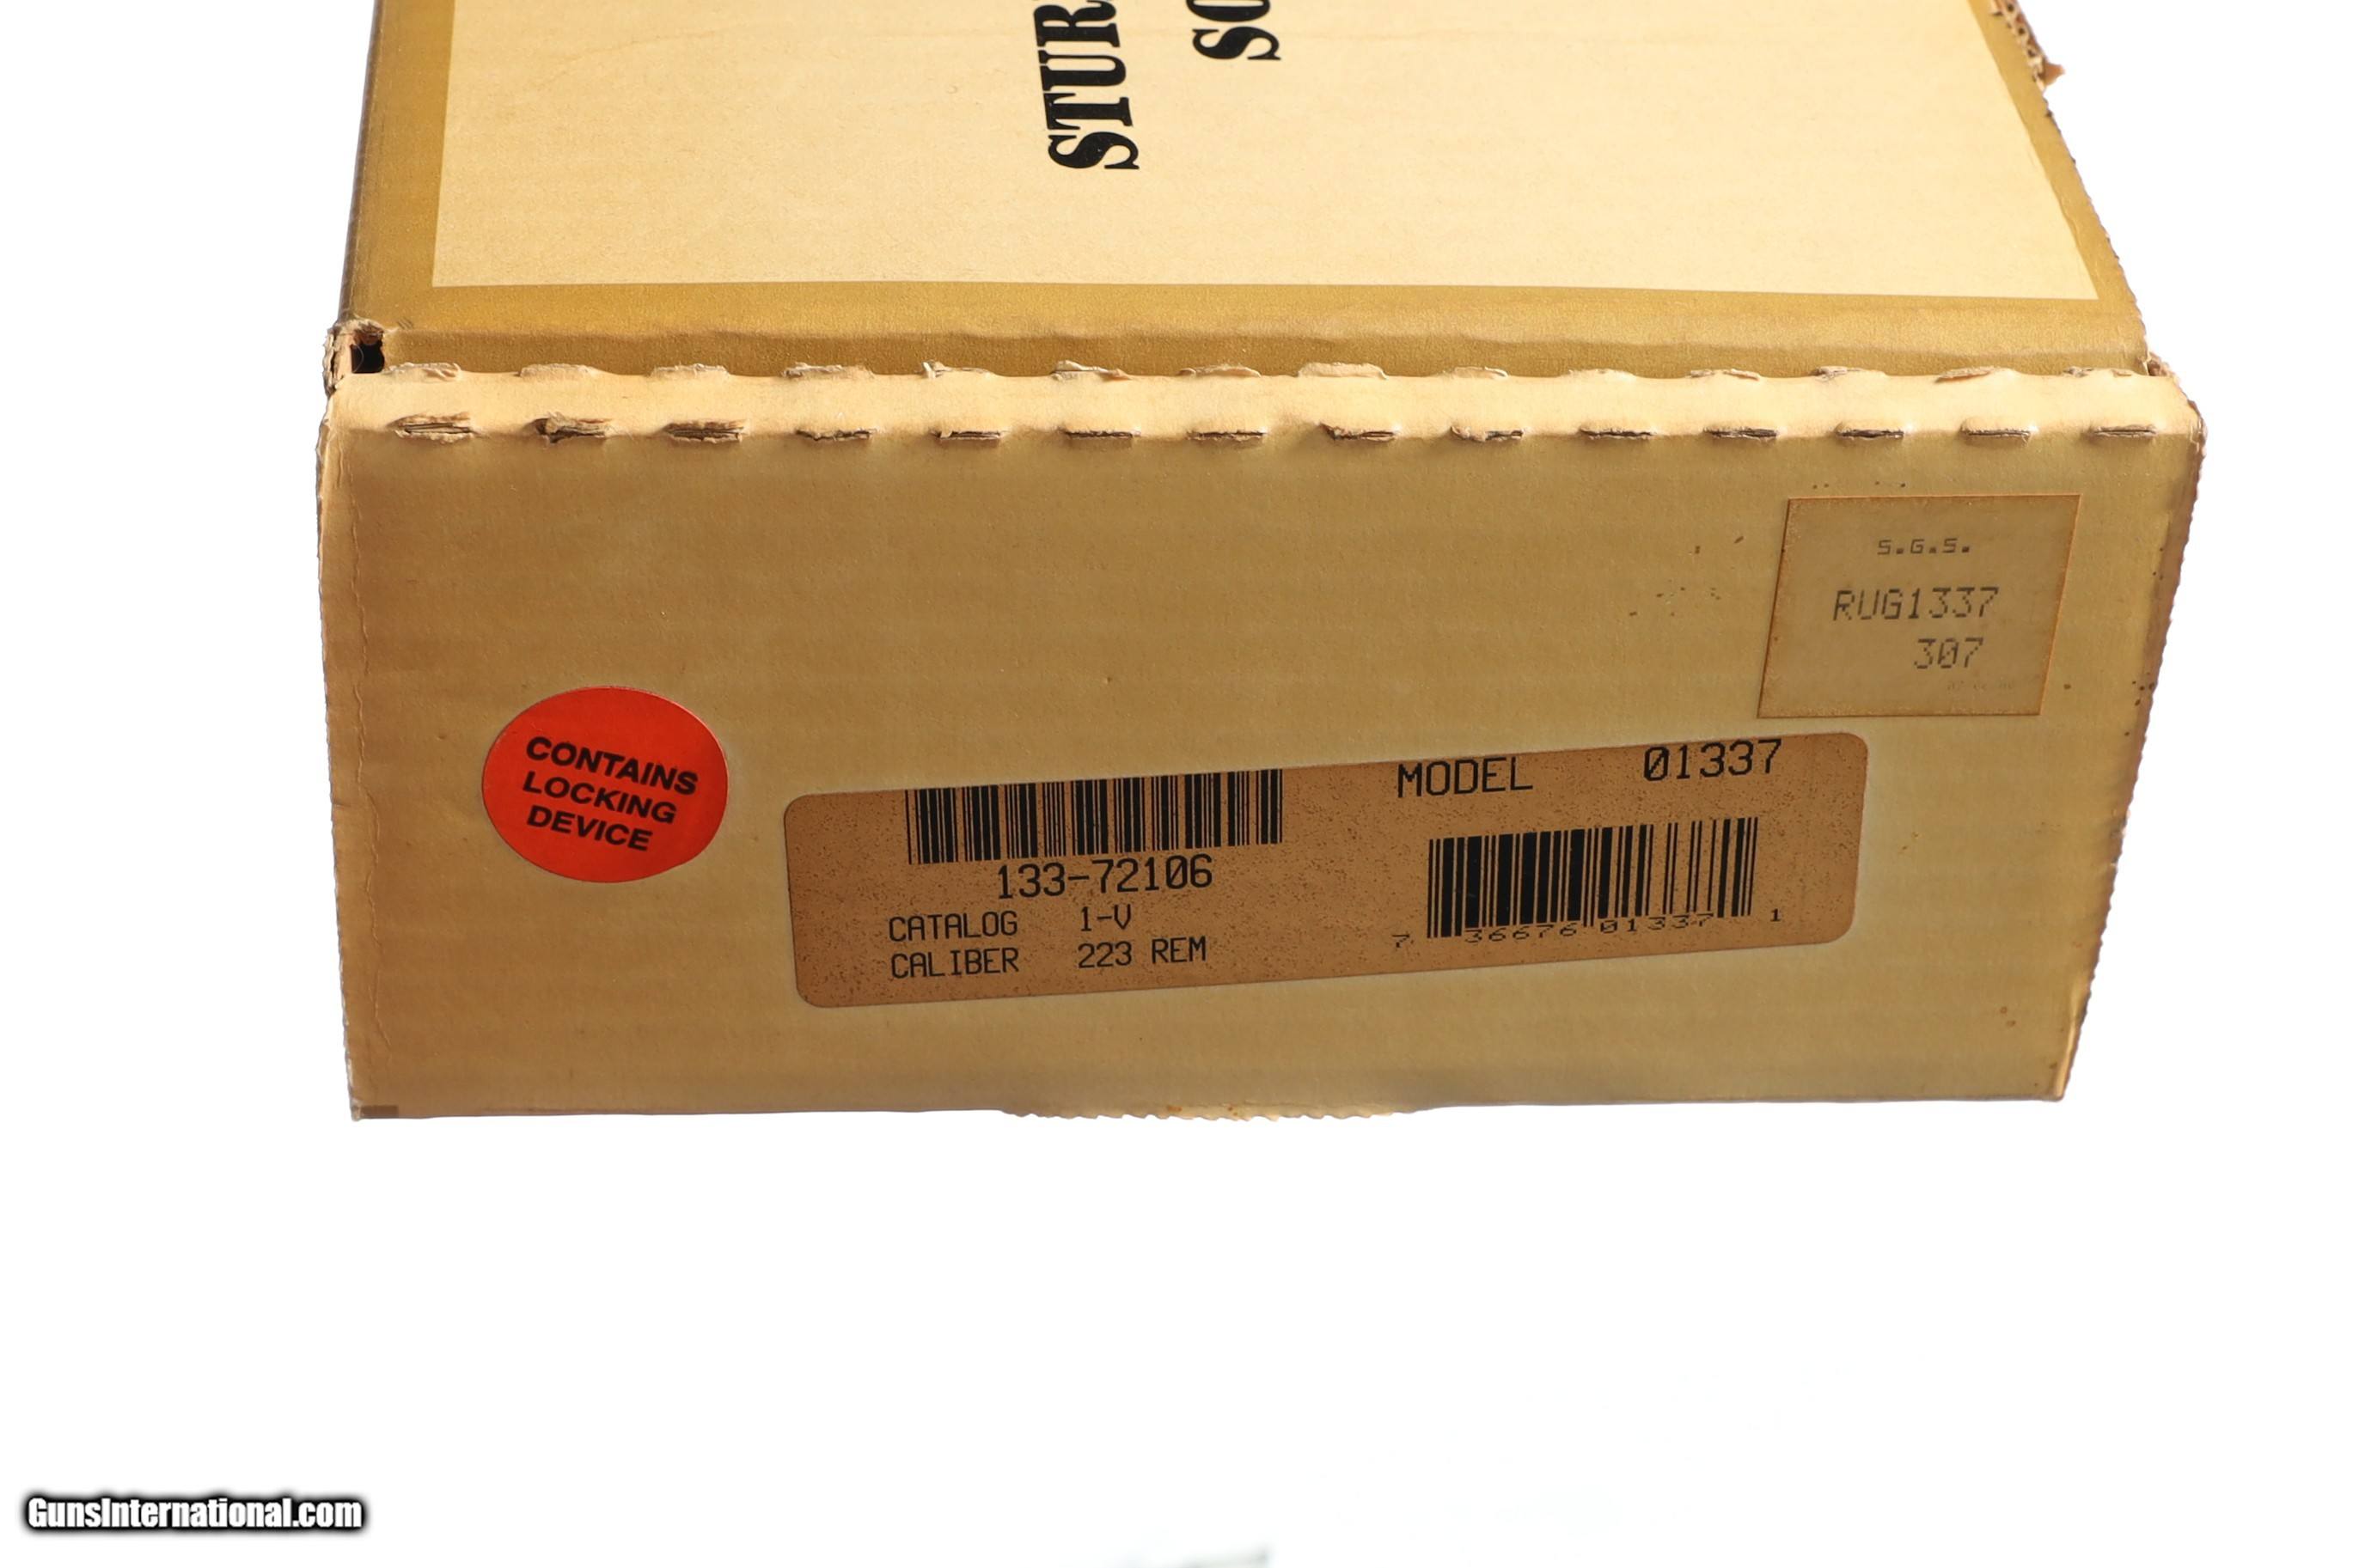 STUR
SO
S.G.S.
RUG1337
307
CONTAINS
LOCKING
DEVICE
MODEL 01337
133-72106
CATALOG 1-V
CALIBER 223 REM
7 36676 01337 1
GunsInternational.com